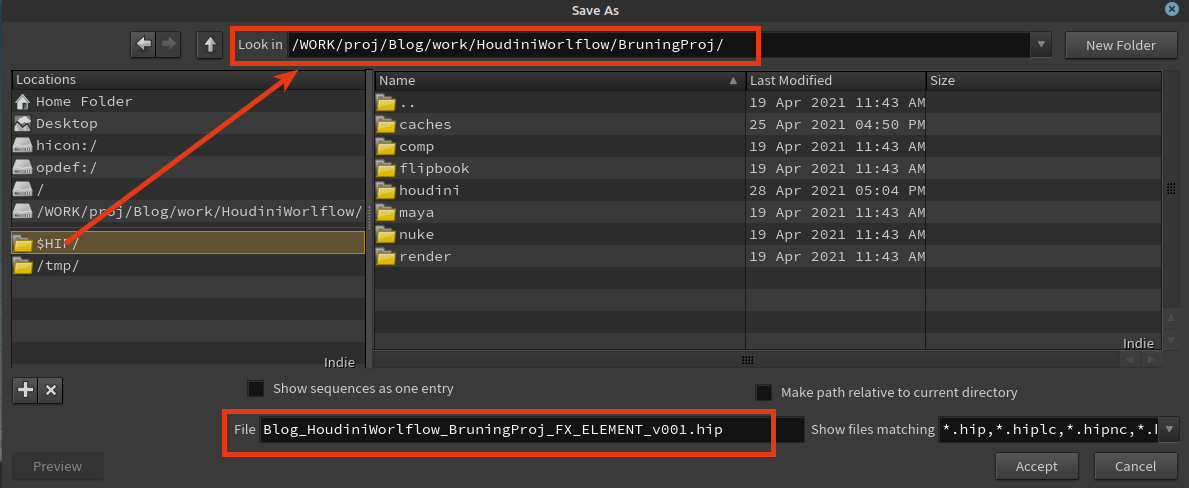 Save As
Look in /WORK/proj/Blog/work/HoudiniWorlflow/BruningProj/
New Folder
Locations
Home Folder
Desktop
hicon:/
opdef:/
/
/WORK/proj/Blog/work/HoudiniWorlflow/
$HIP/
/tmp/
Indie
Name Last Modified Size
.. 19 Apr 2021 11:43 AM
caches 25 Apr 2021 04:50 PM
comp 19 Apr 2021 11:43 AM
flipbook 19 Apr 2021 11:43 AM
houdini 28 Apr 2021 05:04 PM
maya 19 Apr 2021 11:43 AM
nuke 19 Apr 2021 11:43 AM
render 19 Apr 2021 11:43 AM
Indie
Show sequences as one entry
Make path relative to current directory
File Blog_HoudiniWorlflow_BruningProj_FX_ELEMENT_v001.hip
Show files matching *.hip,*.hiplc,*.hipnc,*.h
Preview
Accept
Cancel